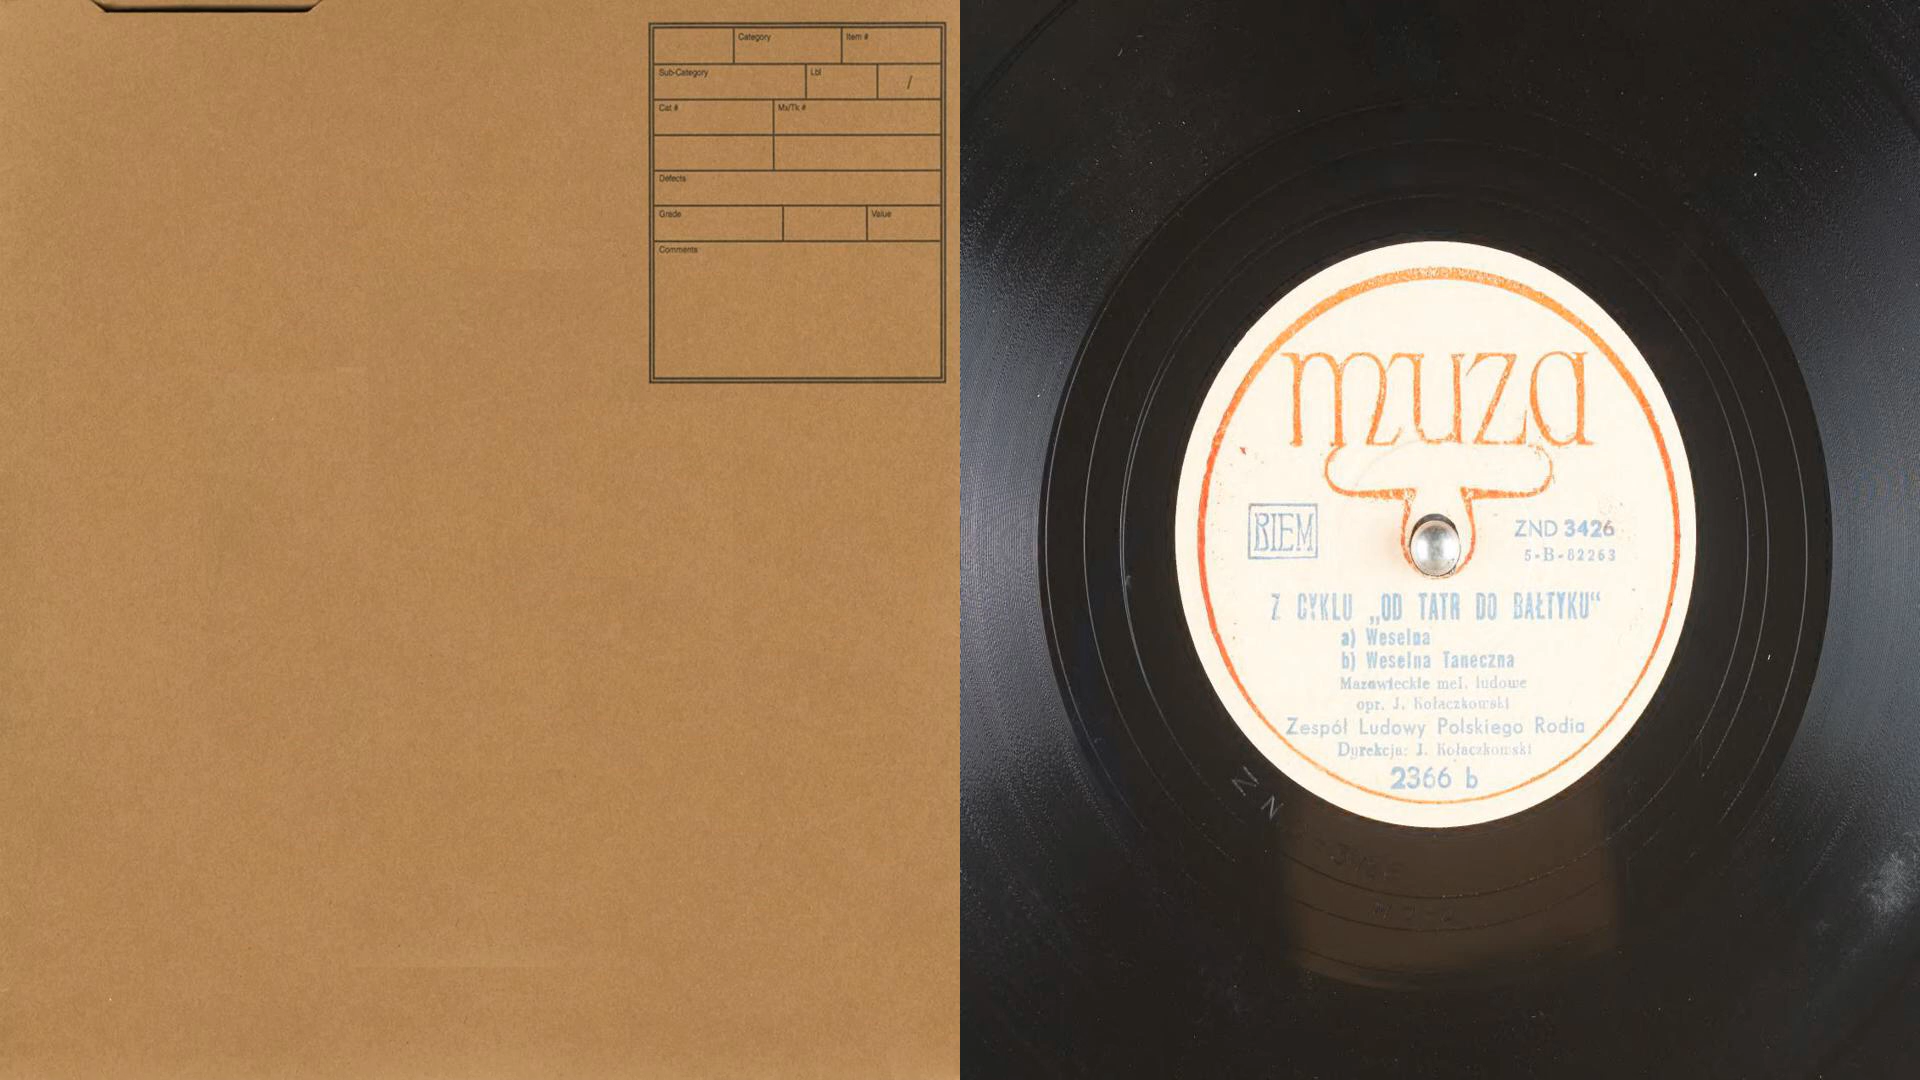 Category
Item #
Sub-Category
Lbl
/
Cat #
Mx/Tk #
Defects
Grade
Value
Comments
muza
BIEM
ZND 3426
5-B-82263
Z CYKLU „OD TATR DO BAŁTYKU“
a) Weselna
b) Weselna Taneczna
Mazowieckie mel. ludowe
opr. J. Kołaczkowski
Zespół Ludowy Polskiego Rodia
Dyrekcja: J. Kołaczkowski
2366 b
N
N